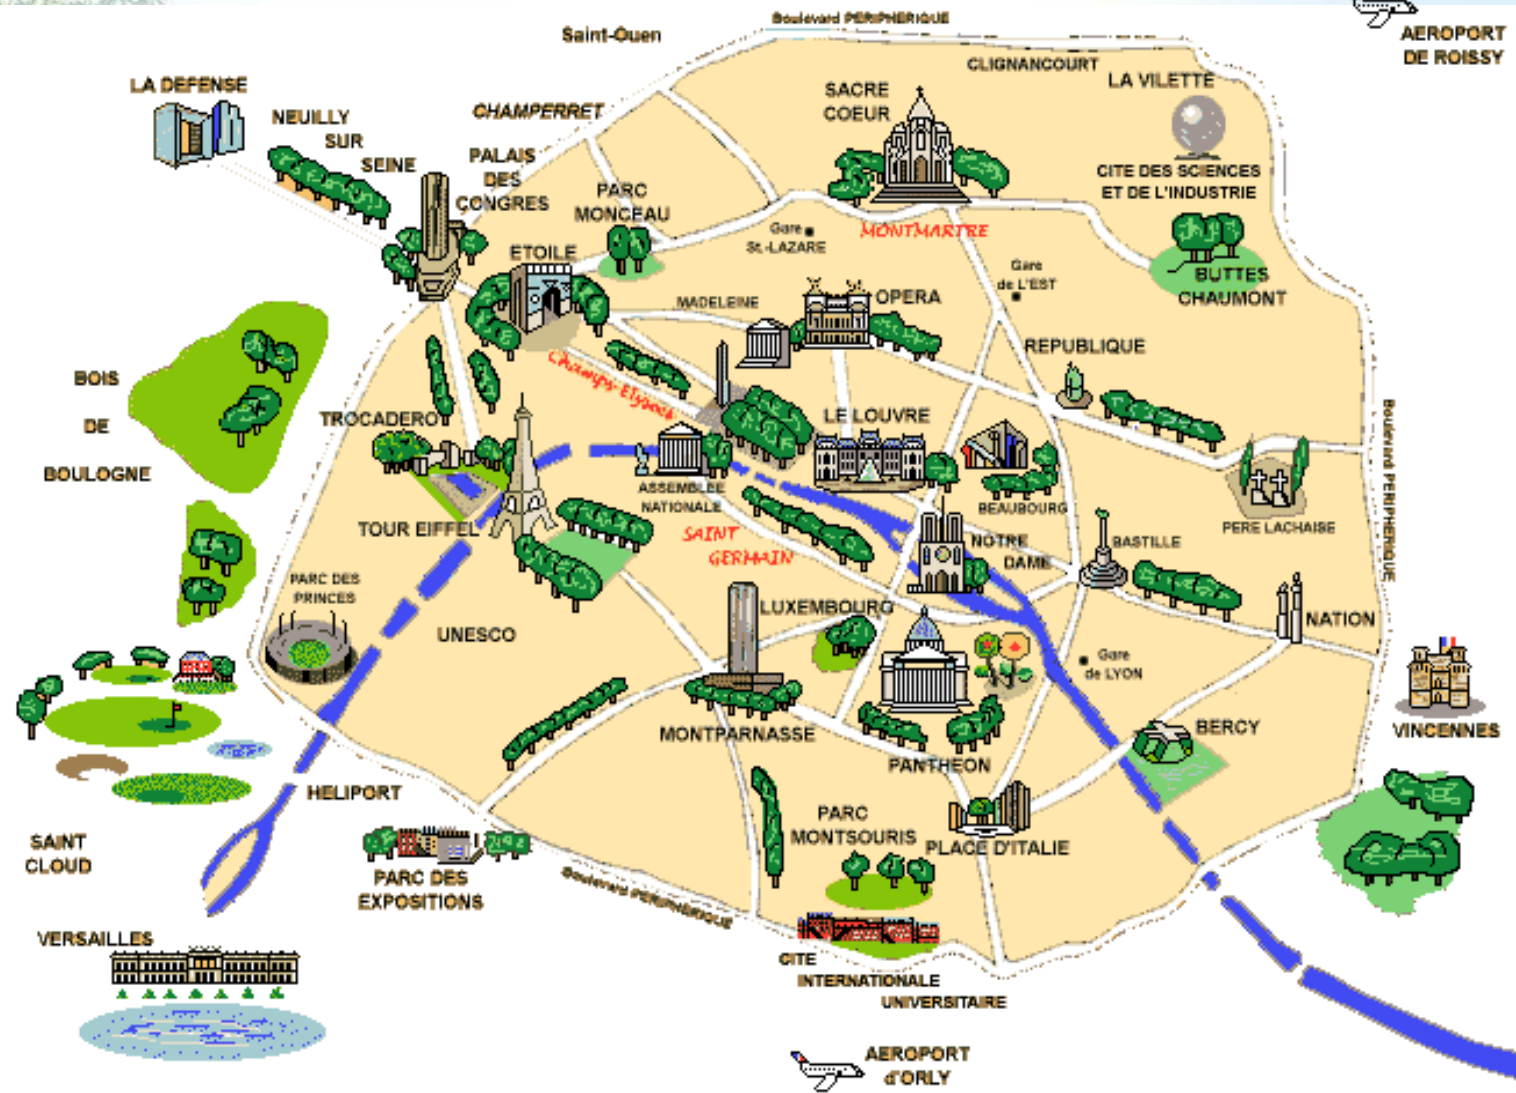 Boulevard PERIPHERIQUE
Saint-Ouen
AEROPORT
DE ROISSY
CLIGNANCOURT
LA VILETTE
LA DEFENSE
SACRE
COEUR
CHAMPERRET
NEUILLY
SUR
SEINE
PALAIS
DES
CONGRES
CITE DES SCIENCES
ET DE L'INDUSTRIE
PARC
MONCEAU
Gare
St.-LAZARE
MONTMARTRE
ETOILE
Gare
de L'EST
BUTTES
CHAUMONT
MADELEINE
OPERA
REPUBLIQUE
BOIS
DE
BOULOGNE
Champs-Elysees
TROCADERO
LE LOUVRE
Boulevard PERIPHERIQUE
ASSEMBLEE
NATIONALE
BEAUBOURG
PERE LACHAISE
TOUR EIFFEL
SAINT
GERMAIN
NOTRE
DAME
BASTILLE
PARC DES
PRINCES
LUXEMBOURG
NATION
UNESCO
Gare
de LYON
MONTPARNASSE
BERCY
VINCENNES
PANTHEON
HELIPORT
PARC
MONTSOURIS
PLACE D'ITALIE
SAINT
CLOUD
PARC DES
EXPOSITIONS
Boulevard PERIPHERIQUE
VERSAILLES
CITE
INTERNATIONALE
UNIVERSITAIRE
AEROPORT
d'ORLY